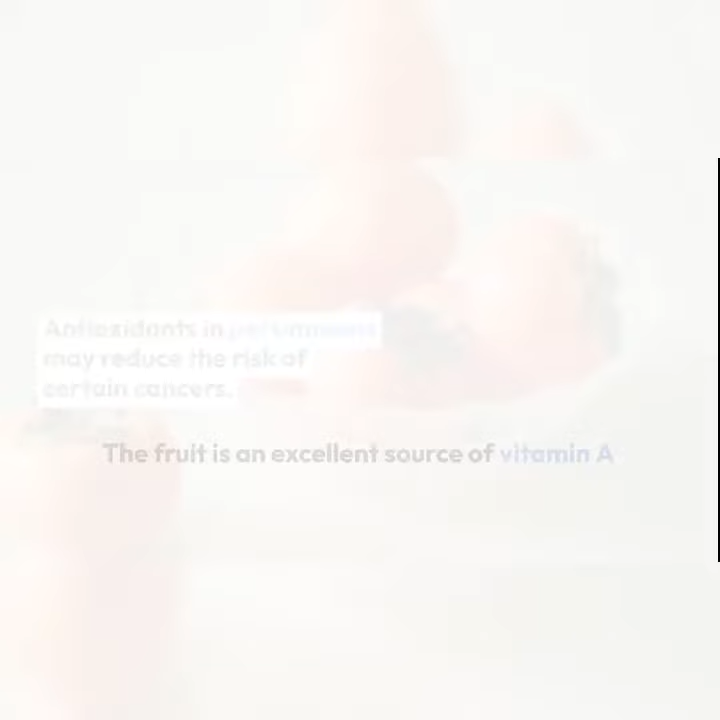 Antioxidants in persimmons
may reduce the risk of
certain cancers.
The fruit is an excellent source of vitamin A